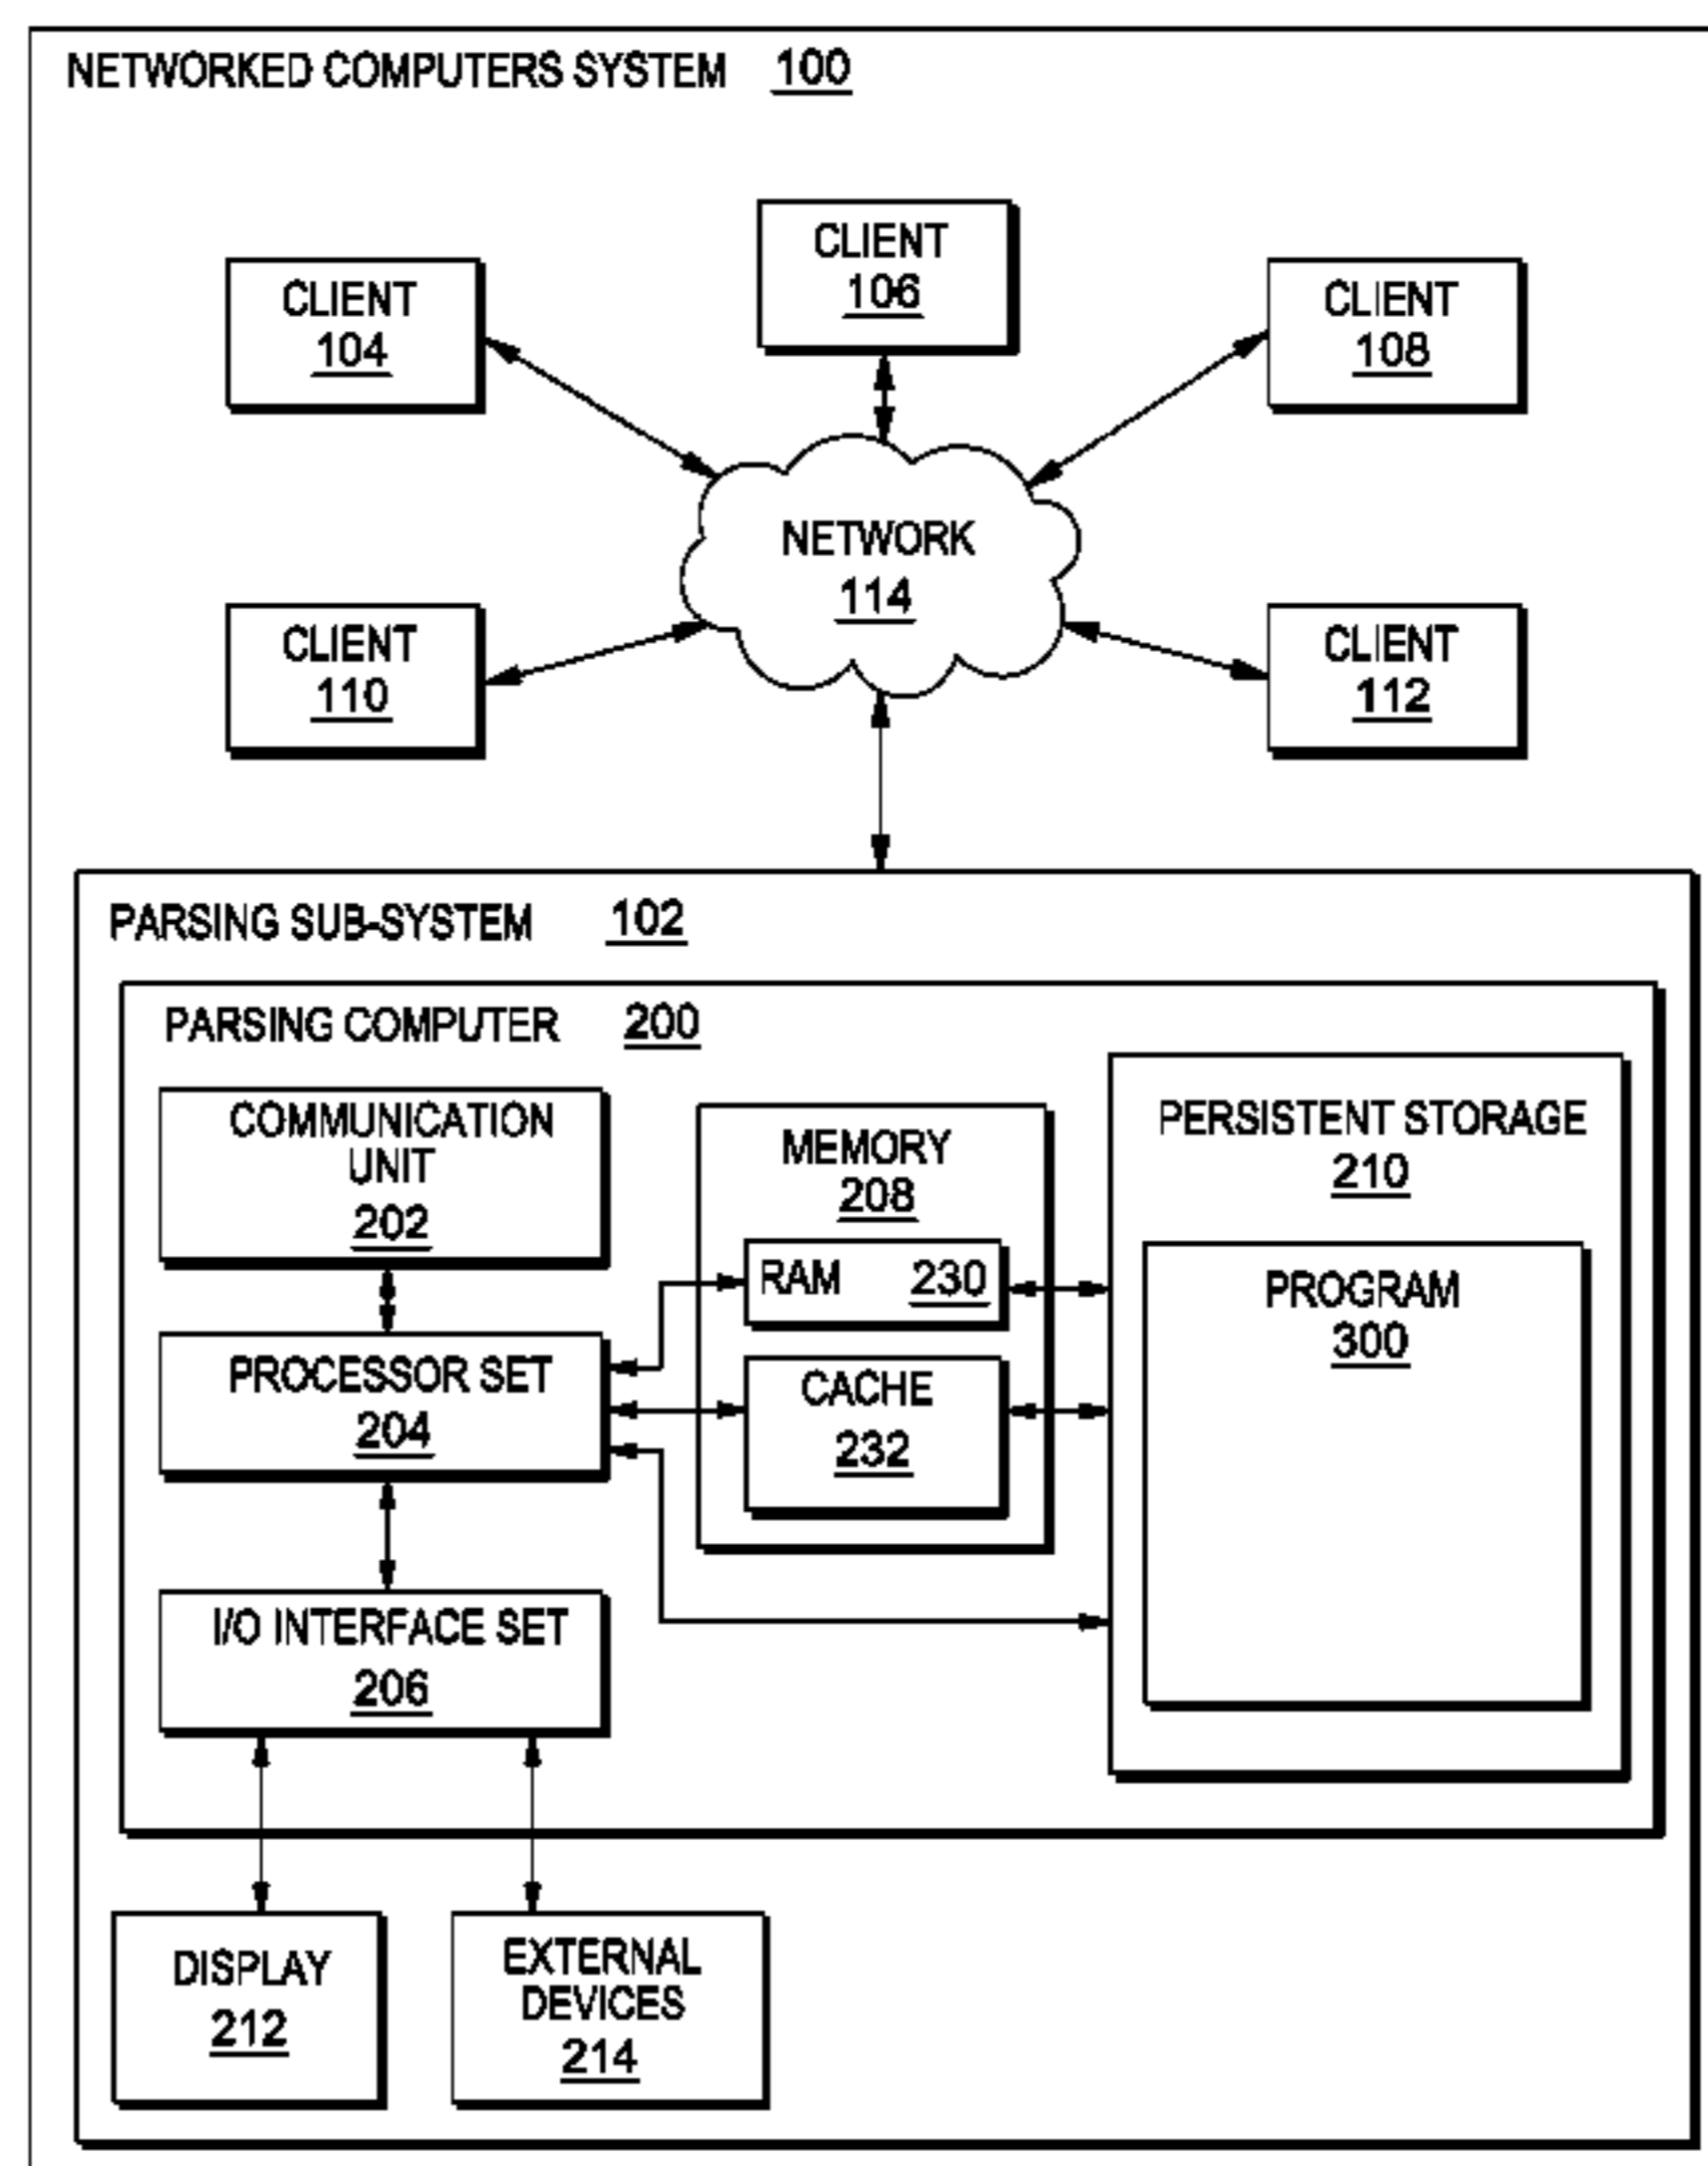 NETWORKED COMPUTERS SYSTEM 100
CLIENT
106
CLIENT
104
CLIENT
108
NETWORK
114
CLIENT
110
CLIENT
112
PARSING SUB-SYSTEM 102
PARSING COMPUTER 200
COMMUNICATION
UNIT
202
PROCESSOR SET
204
I/O INTERFACE SET
206
MEMORY
208
RAM 230
CACHE
232
PERSISTENT STORAGE
210
PROGRAM
300
DISPLAY
212
EXTERNAL
DEVICES
214